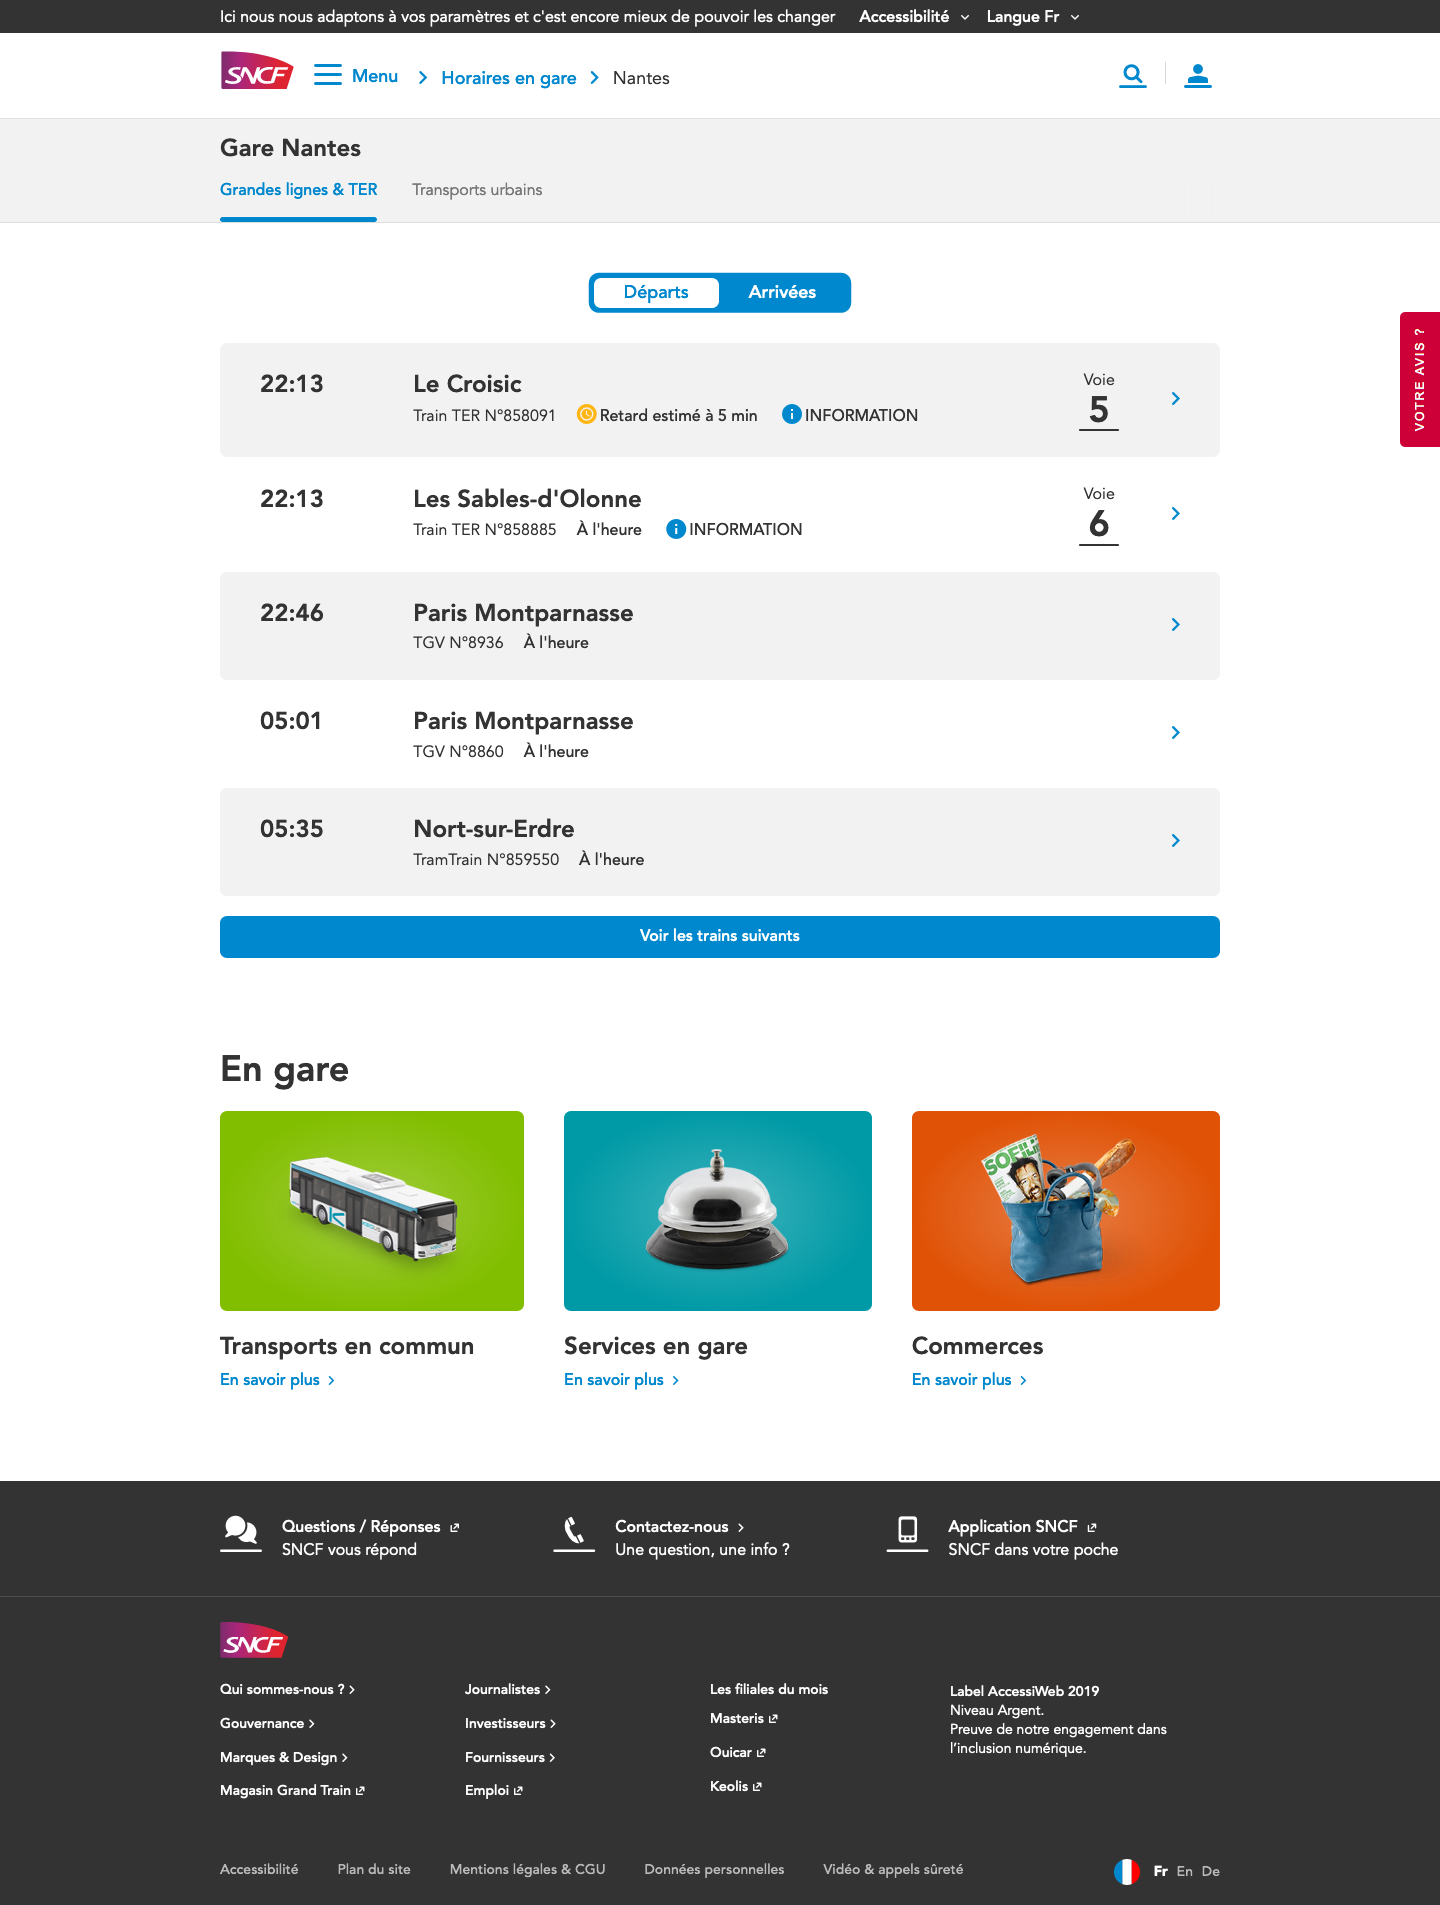 Ici nous nous adaptons à vos paramètres et c'est encore mieux de pouvoir les changer Accessibilité Langue Fr
SNCF Menu Horaires en gare Nantes
Gare Nantes
Grandes lignes & TER Transports urbains
Départs Arrivées
VOTRE AVIS ?
22:13 Le Croisic Voie
Train TER N°858091 Retard estimé à 5 min INFORMATION 5
22:13 Les Sables-d'Olonne Voie
Train TER N°858885 À l'heure INFORMATION 6
22:46 Paris Montparnasse
TGV N°8936 À l'heure
05:01 Paris Montparnasse
TGV N°8860 À l'heure
05:35 Nort-sur-Erdre
TramTrain N°859550 À l'heure
Voir les trains suivants
En gare
Transports en commun Services en gare Commerces
En savoir plus En savoir plus En savoir plus
Questions / Réponses Contactez-nous Application SNCF
SNCF vous répond Une question, une info ? SNCF dans votre poche
SNCF
Qui sommes-nous ?
Gouvernance
Marques & Design
Magasin Grand Train
Journalistes
Investisseurs
Fournisseurs
Emploi
Les filiales du mois
Masteris
Ouicar
Keolis
Label AccessiWeb 2019
Niveau Argent.
Preuve de notre engagement dans
l’inclusion numérique.
Accessibilité Plan du site Mentions légales & CGU Données personnelles Vidéo & appels sûreté Fr En De